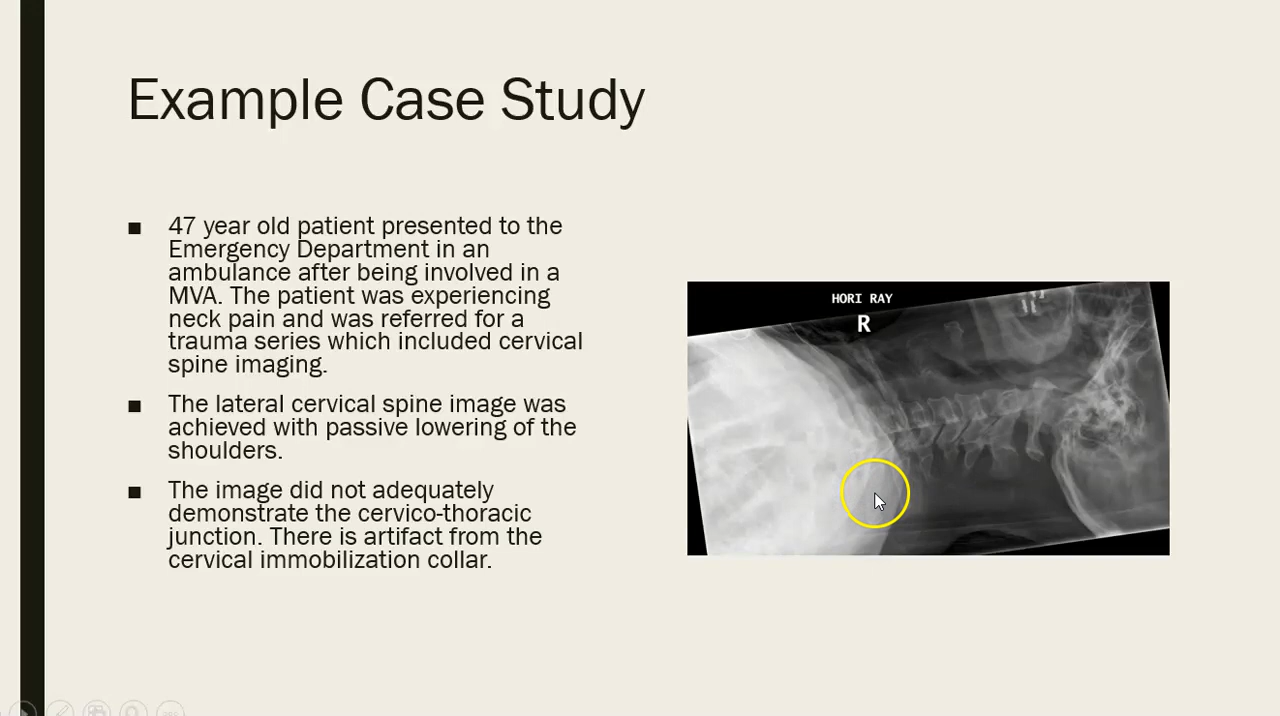 Example Case Study
■ 47 year old patient presented to the
Emergency Department in an
ambulance after being involved in a
MVA. The patient was experiencing
neck pain and was referred for a
trauma series which included cervical
spine imaging.
■ The lateral cervical spine image was
achieved with passive lowering of the
shoulders.
■ The image did not adequately
demonstrate the cervico-thoracic
junction. There is artifact from the
cervical immobilization collar.
HORI RAY
R